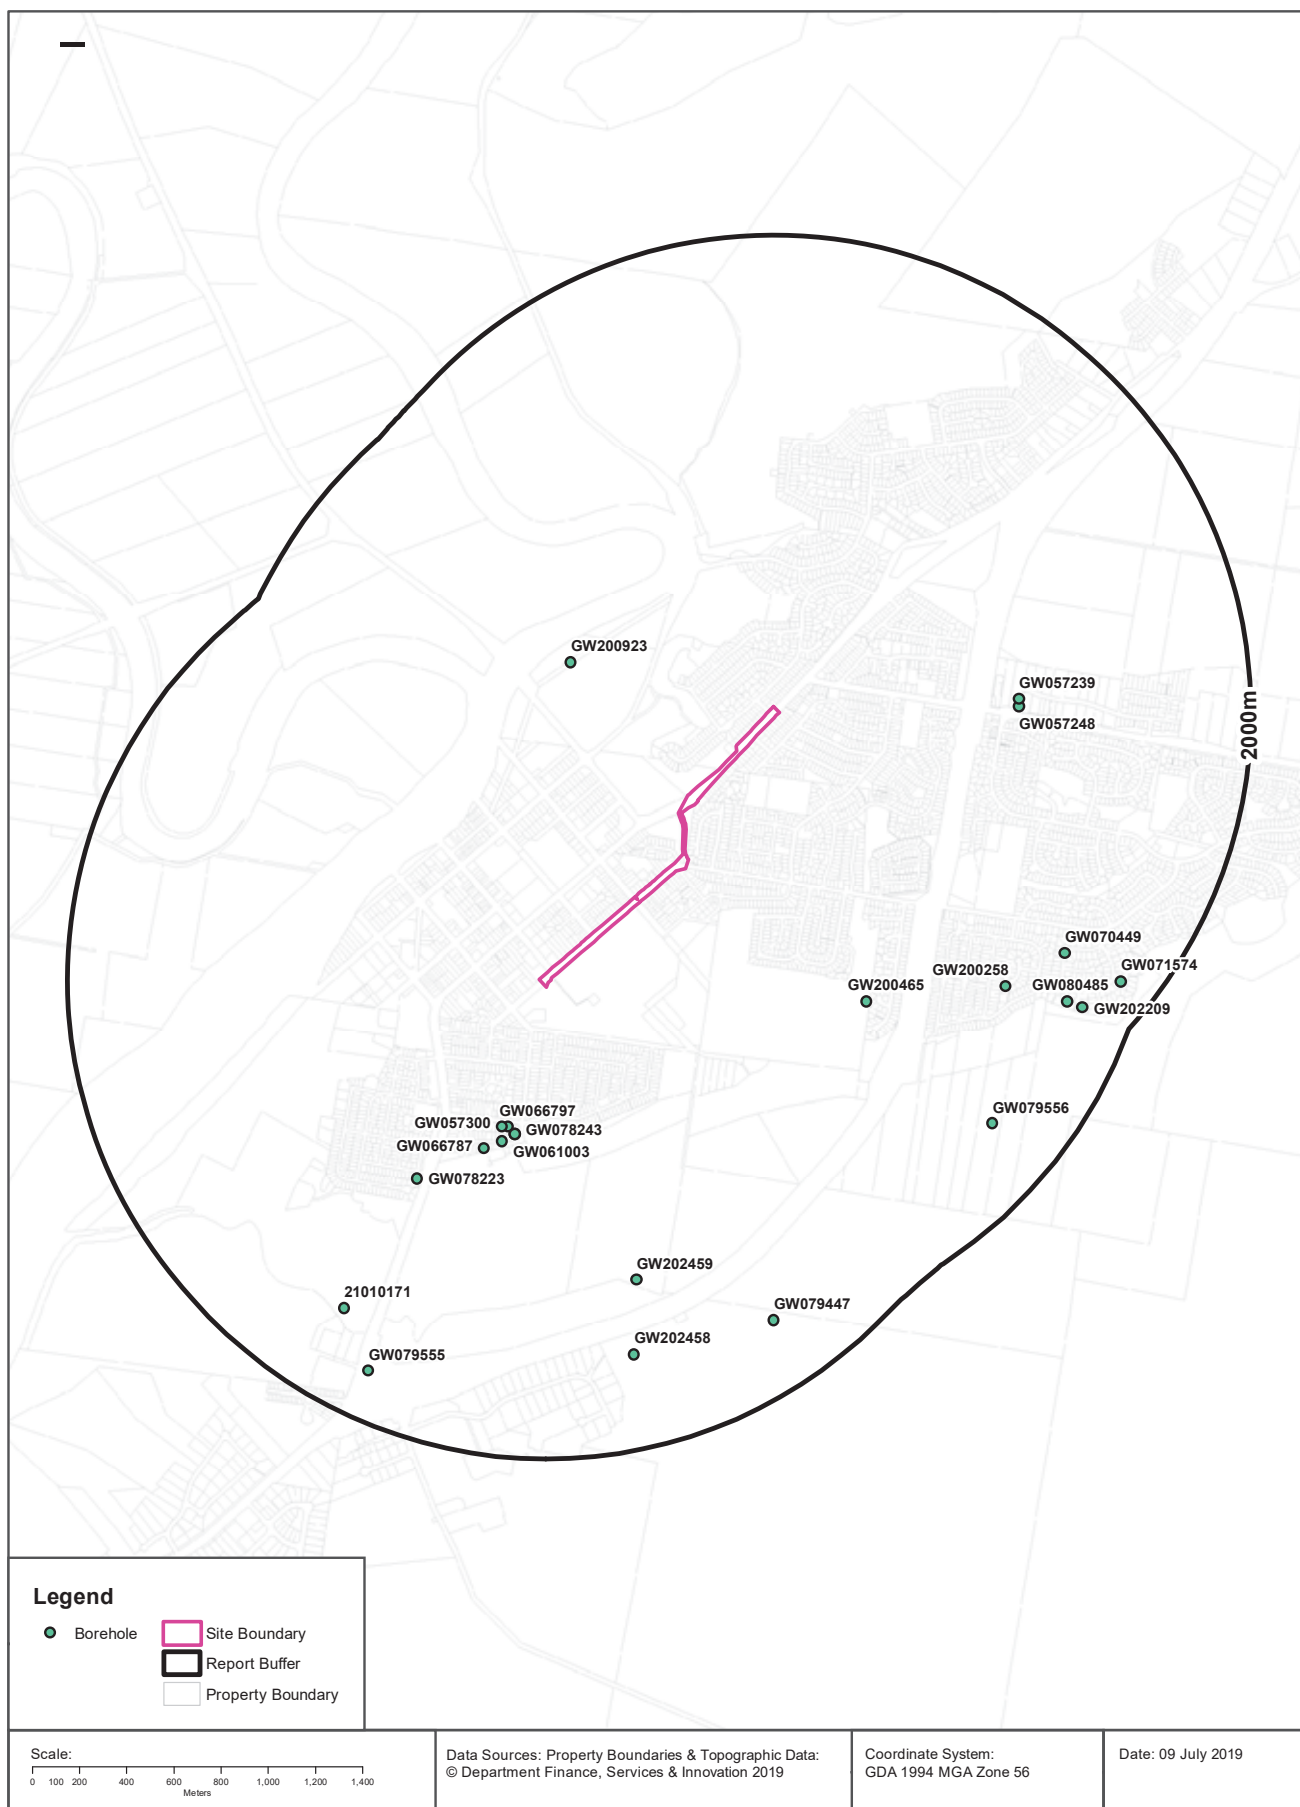 GW200923
GW057239
GW057248
2000m
GW070449
GW071574
GW200258
GW080485
GW200465
GW202209
GW066797
GW079556
GW057300
GW078243
GW066787
GW061003
GW078223
GW202459
21010171
GW079447
GW202458
GW079555
Legend
Borehole
Site Boundary
Report Buffer
Property Boundary
Scale:
0 100 200 400 600 800 1,000 1,200 1,400
Meters
Data Sources: Property Boundaries & Topographic Data:
© Department Finance, Services & Innovation 2019
Coordinate System:
GDA 1994 MGA Zone 56
Date: 09 July 2019